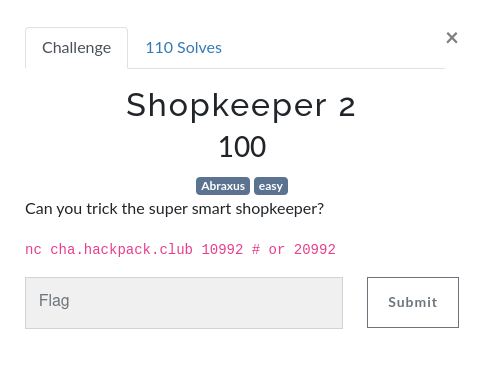 Challenge
110 Solves
×
Shopkeeper 2
100
Abraxus easy
Can you trick the super smart shopkeeper?
nc cha.hackpack.club 10992 # or 20992
Flag
Submit